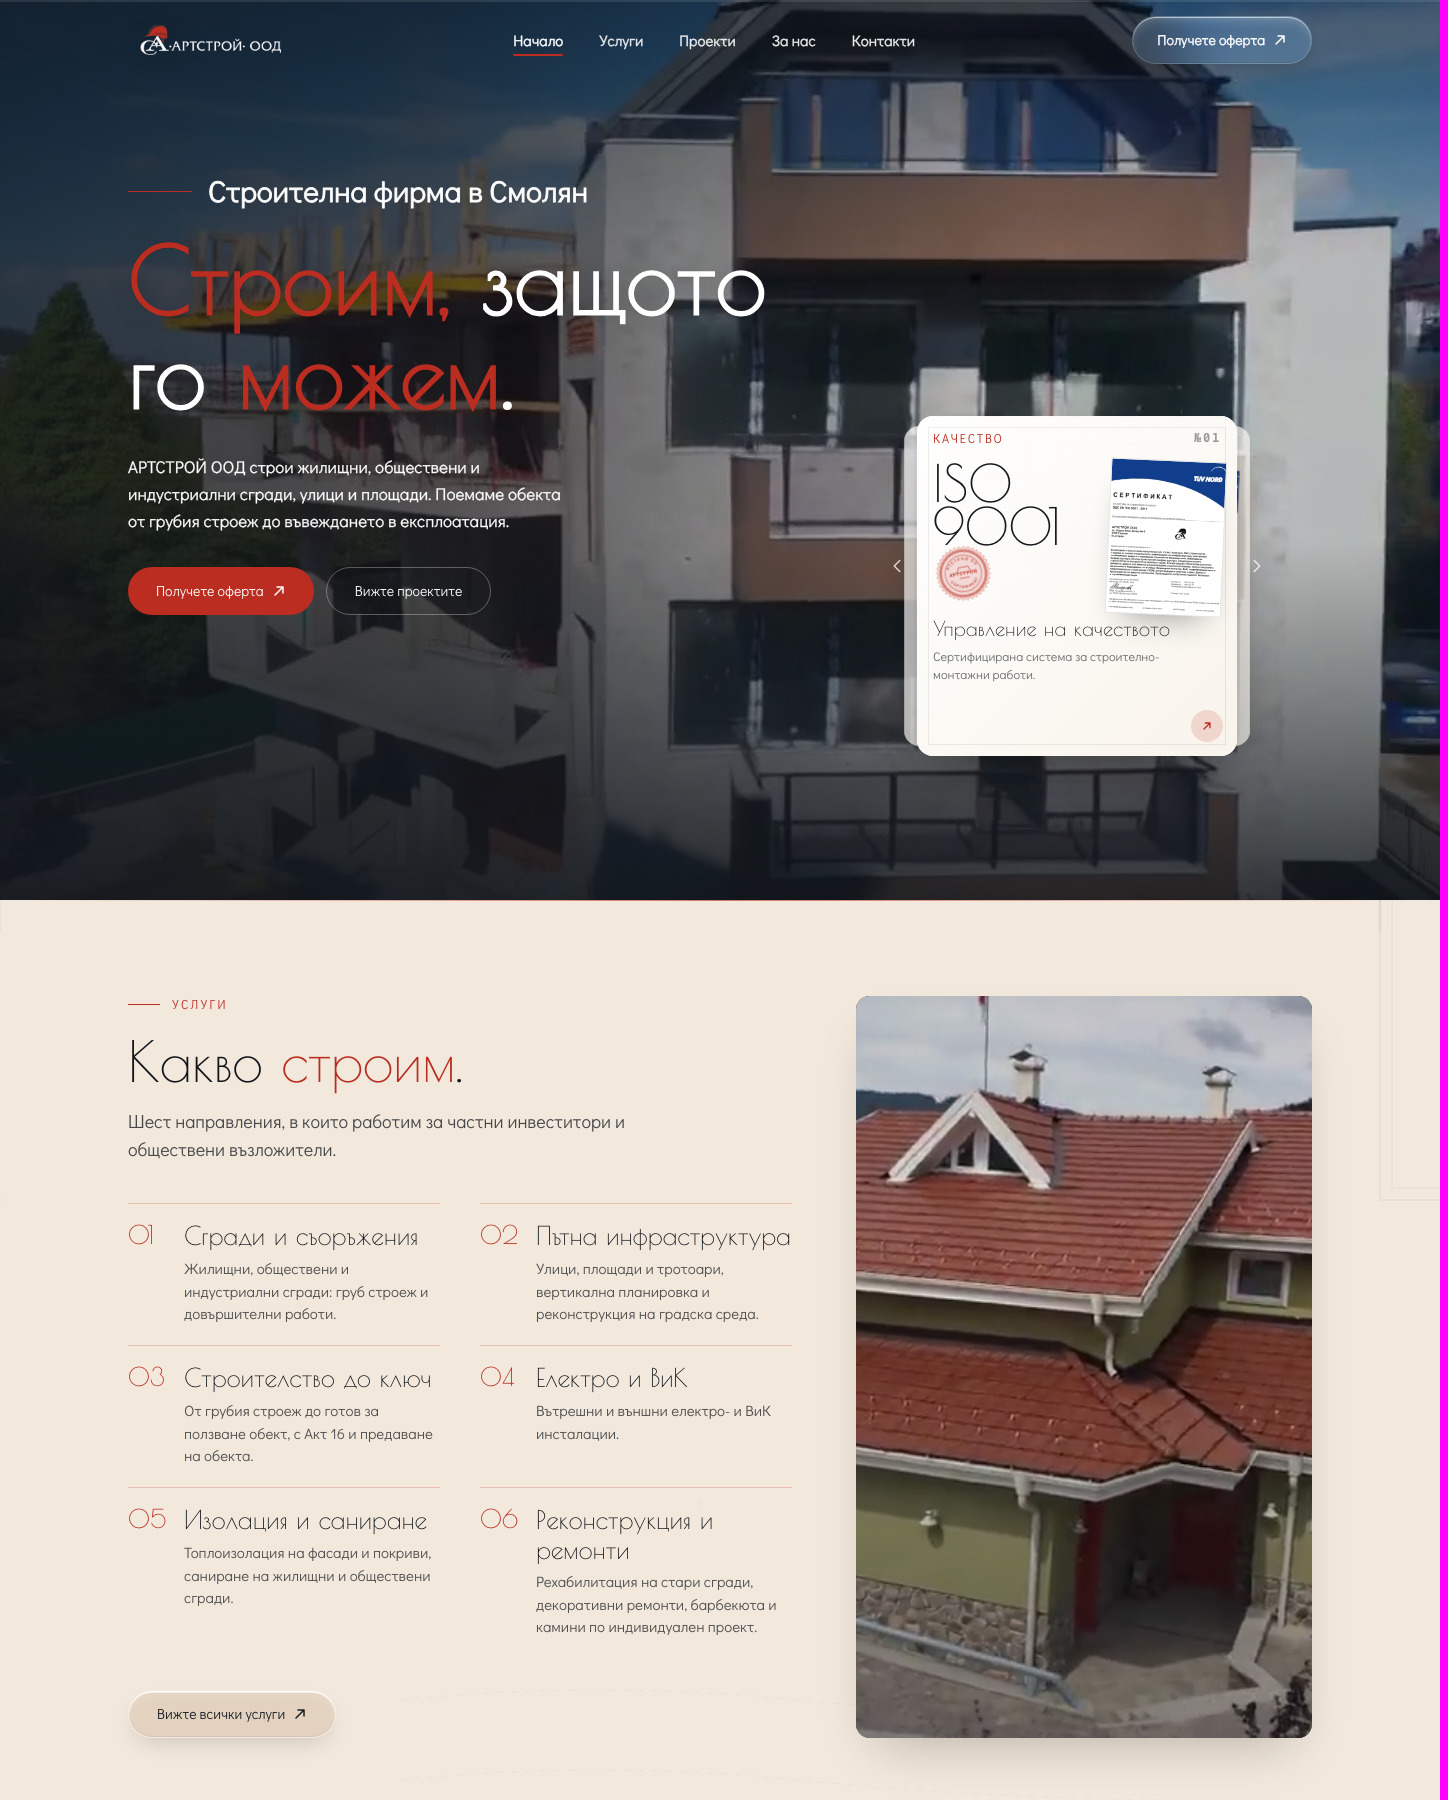 АРТСТРОЙ· ООД
Начало
Услуги
Проекти
За нас
Контакти
Получете оферта
Строителна фирма в Смолян
Строим, защото
го можем.
АРТСТРОЙ ООД строи жилищни, обществени и
индустриални сгради, улици и площади. Поемаме обекта
от грубия строеж до въвеждането в експлоатация.
Получете оферта
Вижте проектите
КАЧЕСТВО
№01
ISO
9001
TUV NORD
СЕРТИФИКАТ
АРТСТРОЙ
Управление на качеството
Сертифицирана система за строително-
монтажни работи.
УСЛУГИ
Какво строим.
Шест направления, в които работим за частни инвеститори и
обществени възложители.
01
Сгради и съоръжения
Жилищни, обществени и
индустриални сгради: груб строеж и
довършителни работи.
02
Пътна инфраструктура
Улици, площади и тротоари,
вертикална планировка и
реконструкция на градска среда.
03
Строителство до ключ
От грубия строеж до готов за
ползване обект, с Акт 16 и предаване
на обекта.
04
Електро и ВиК
Вътрешни и външни електро- и ВиК
инсталации.
05
Изолация и саниране
Топлоизолация на фасади и покриви,
саниране на жилищни и обществени
сгради.
06
Реконструкция и
ремонти
Рехабилитация на стари сгради,
декоративни ремонти, барбекюта и
камини по индивидуален проект.
Вижте всички услуги